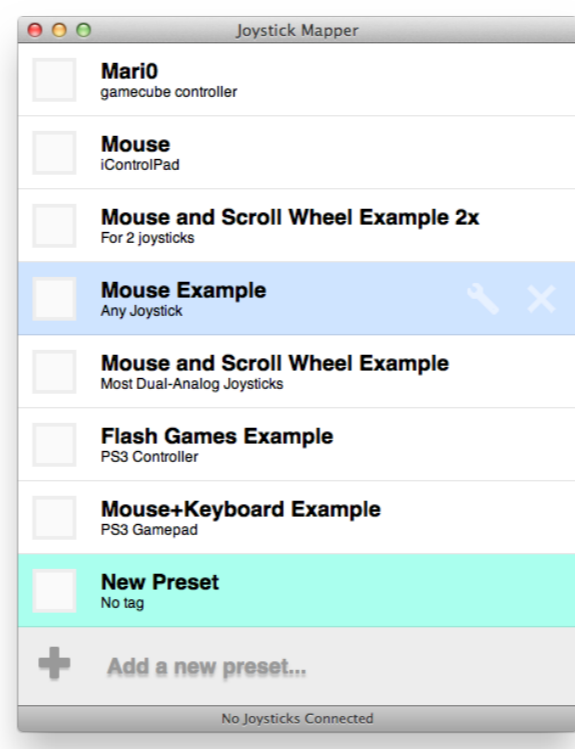 Joystick Mapper
Mari0
gamecube controller
Mouse
iControlPad
Mouse and Scroll Wheel Example 2x
For 2 joysticks
Mouse Example
Any Joystick
Mouse and Scroll Wheel Example
Most Dual-Analog Joysticks
Flash Games Example
PS3 Controller
Mouse+Keyboard Example
PS3 Gamepad
New Preset
No tag
Add a new preset...
No Joysticks Connected